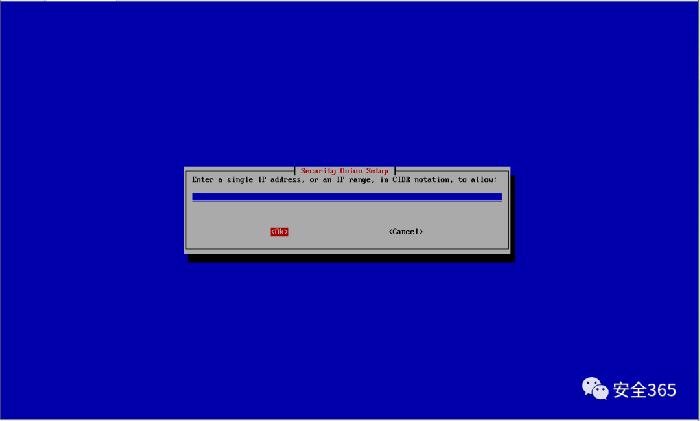 Security Onion Setup
Enter a single IP address, or an IP range, in CIDR notation, to allow:
<Ok>
<Cancel>
安全365